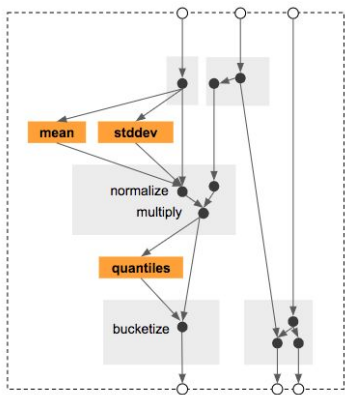 mean
stddev
normalize
multiply
quantiles
bucketize